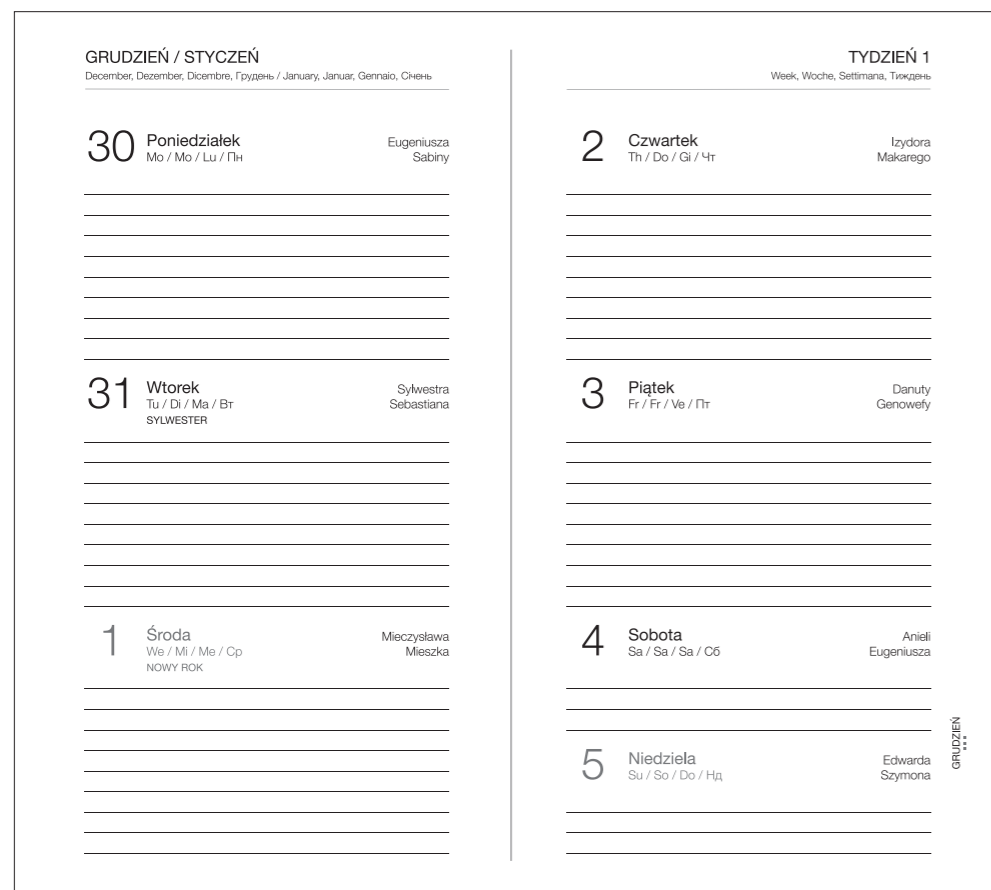 GRUDZIEŃ / STYCZEŃ
December, Dezember, Dicembre, Грудень / January, Januar, Gennaio, Січень
30 Poniedziałek Eugeniusza
Mo / Mo / Lu / Пн Sabiny
31 Wtorek Sylwestra
Tu / Di / Ma / Вт Sebastiana
SYLWESTER
1 Środa Mieczysława
We / Mi / Me / Ср Mieszka
NOWY ROK
TYDZIEŃ 1
Week, Woche, Settimana, Тиждень
2 Czwartek Izydora
Th / Do / Gi / Чт Makarego
3 Piątek Danuty
Fr / Fr / Ve / Пт Genowefy
4 Sobota Anieli
Sa / Sa / Sa / Сб Eugeniusza
5 Niedziela Edwarda
Su / So / Do / Нд Szymona
GRUDZIEŃ